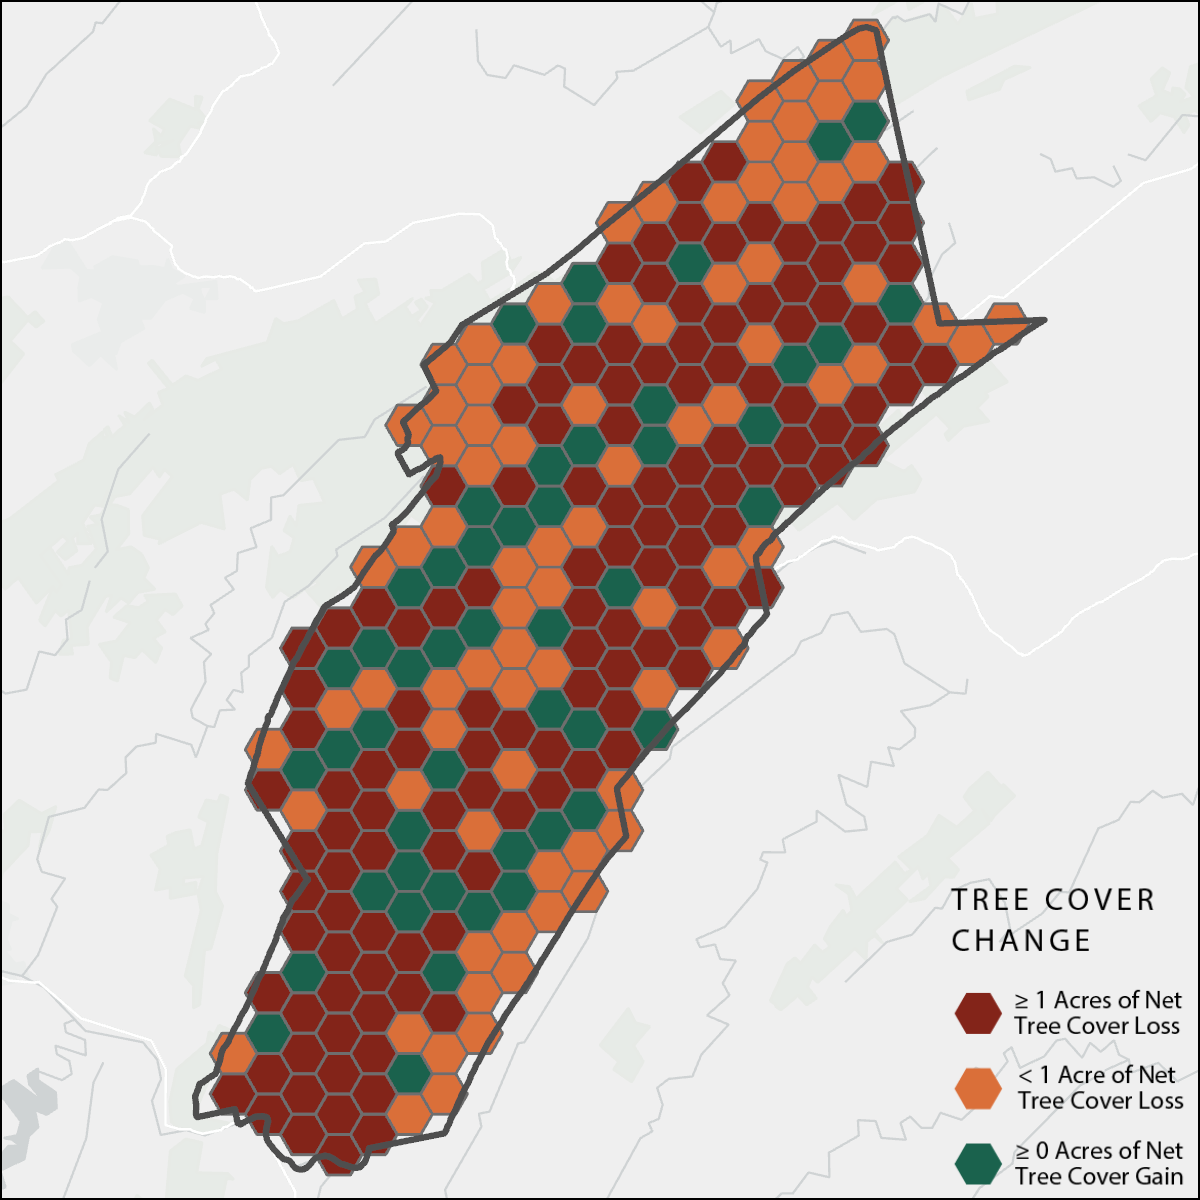 TREE COVER
CHANGE
≥ 1 Acres of Net
Tree Cover Loss
< 1 Acre of Net
Tree Cover Loss
≥ 0 Acres of Net
Tree Cover Gain